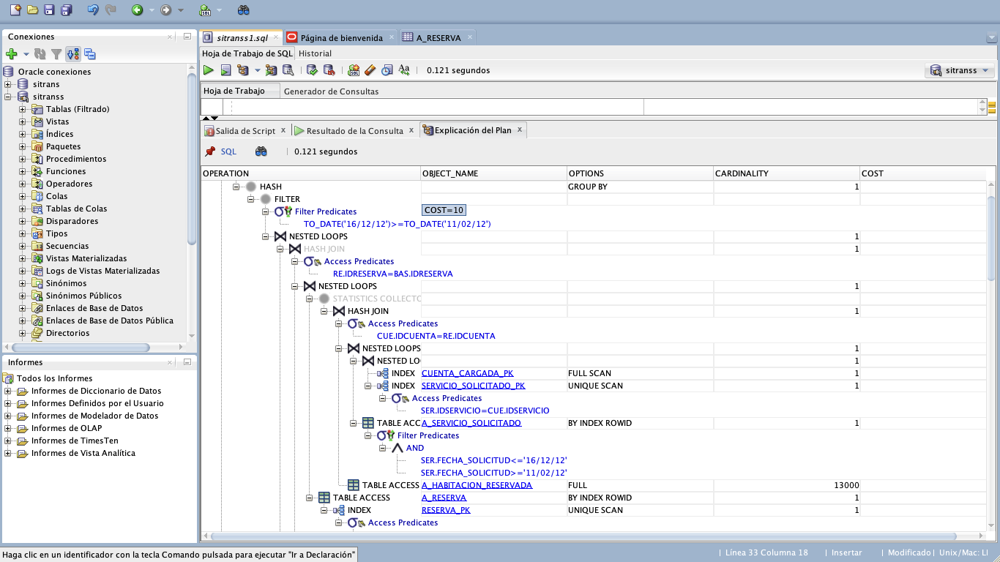 Conexiones
Oracle conexiones
sitrans
sitranss
Tablas (Filtrado)
Vistas
Índices
Paquetes
Procedimientos
Funciones
Operadores
Colas
Tablas de Colas
Disparadores
Tipos
Secuencias
Vistas Materializadas
Logs de Vistas Materializadas
Sinónimos
Sinónimos Públicos
Enlaces de Base de Datos
Enlaces de Base de Datos Pública
Directorios
Informes
Todos los Informes
Informes de Diccionario de Datos
Informes Definidos por el Usuario
Informes de Modelador de Datos
Informes de OLAP
Informes de TimesTen
Informes de Vista Analítica
sitranss1.sql Página de bienvenida A_RESERVA
Hoja de Trabajo de SQL Historial
0.121 segundos sitranss
Hoja de Trabajo Generador de Consultas
Salida de Script Resultado de la Consulta Explicación del Plan
SQL 0.121 segundos
OPERATION OBJECT_NAME OPTIONS CARDINALITY COST
HASH GROUP BY 1
FILTER
Filter Predicates COST=10
TO_DATE('16/12/12')>=TO_DATE('11/02/12')
NESTED LOOPS 1
HASH JOIN 1
Access Predicates
RE.IDRESERVA=BAS.IDRESERVA
NESTED LOOPS 1
STATISTICS COLLECTO
HASH JOIN 1
Access Predicates
CUE.IDCUENTA=RE.IDCUENTA
NESTED LOOPS 1
NESTED LO 1
INDEX CUENTA_CARGADA_PK FULL SCAN 1
INDEX SERVICIO_SOLICITADO_PK UNIQUE SCAN 1
Access Predicates
SER.IDSERVICIO=CUE.IDSERVICIO
TABLE ACC A_SERVICIO_SOLICITADO BY INDEX ROWID 1
Filter Predicates
AND
SER.FECHA_SOLICITUD<='16/12/12'
SER.FECHA_SOLICITUD>='11/02/12'
TABLE ACCESS A_HABITACION_RESERVADA FULL 13000
TABLE ACCESS A_RESERVA BY INDEX ROWID 1
INDEX RESERVA_PK UNIQUE SCAN 1
Access Predicates
Haga clic en un identificador con la tecla Comando pulsada para ejecutar "Ir a Declaración"
Línea 33 Columna 18 | Insertar | Modificado | Unix/Mac: LI